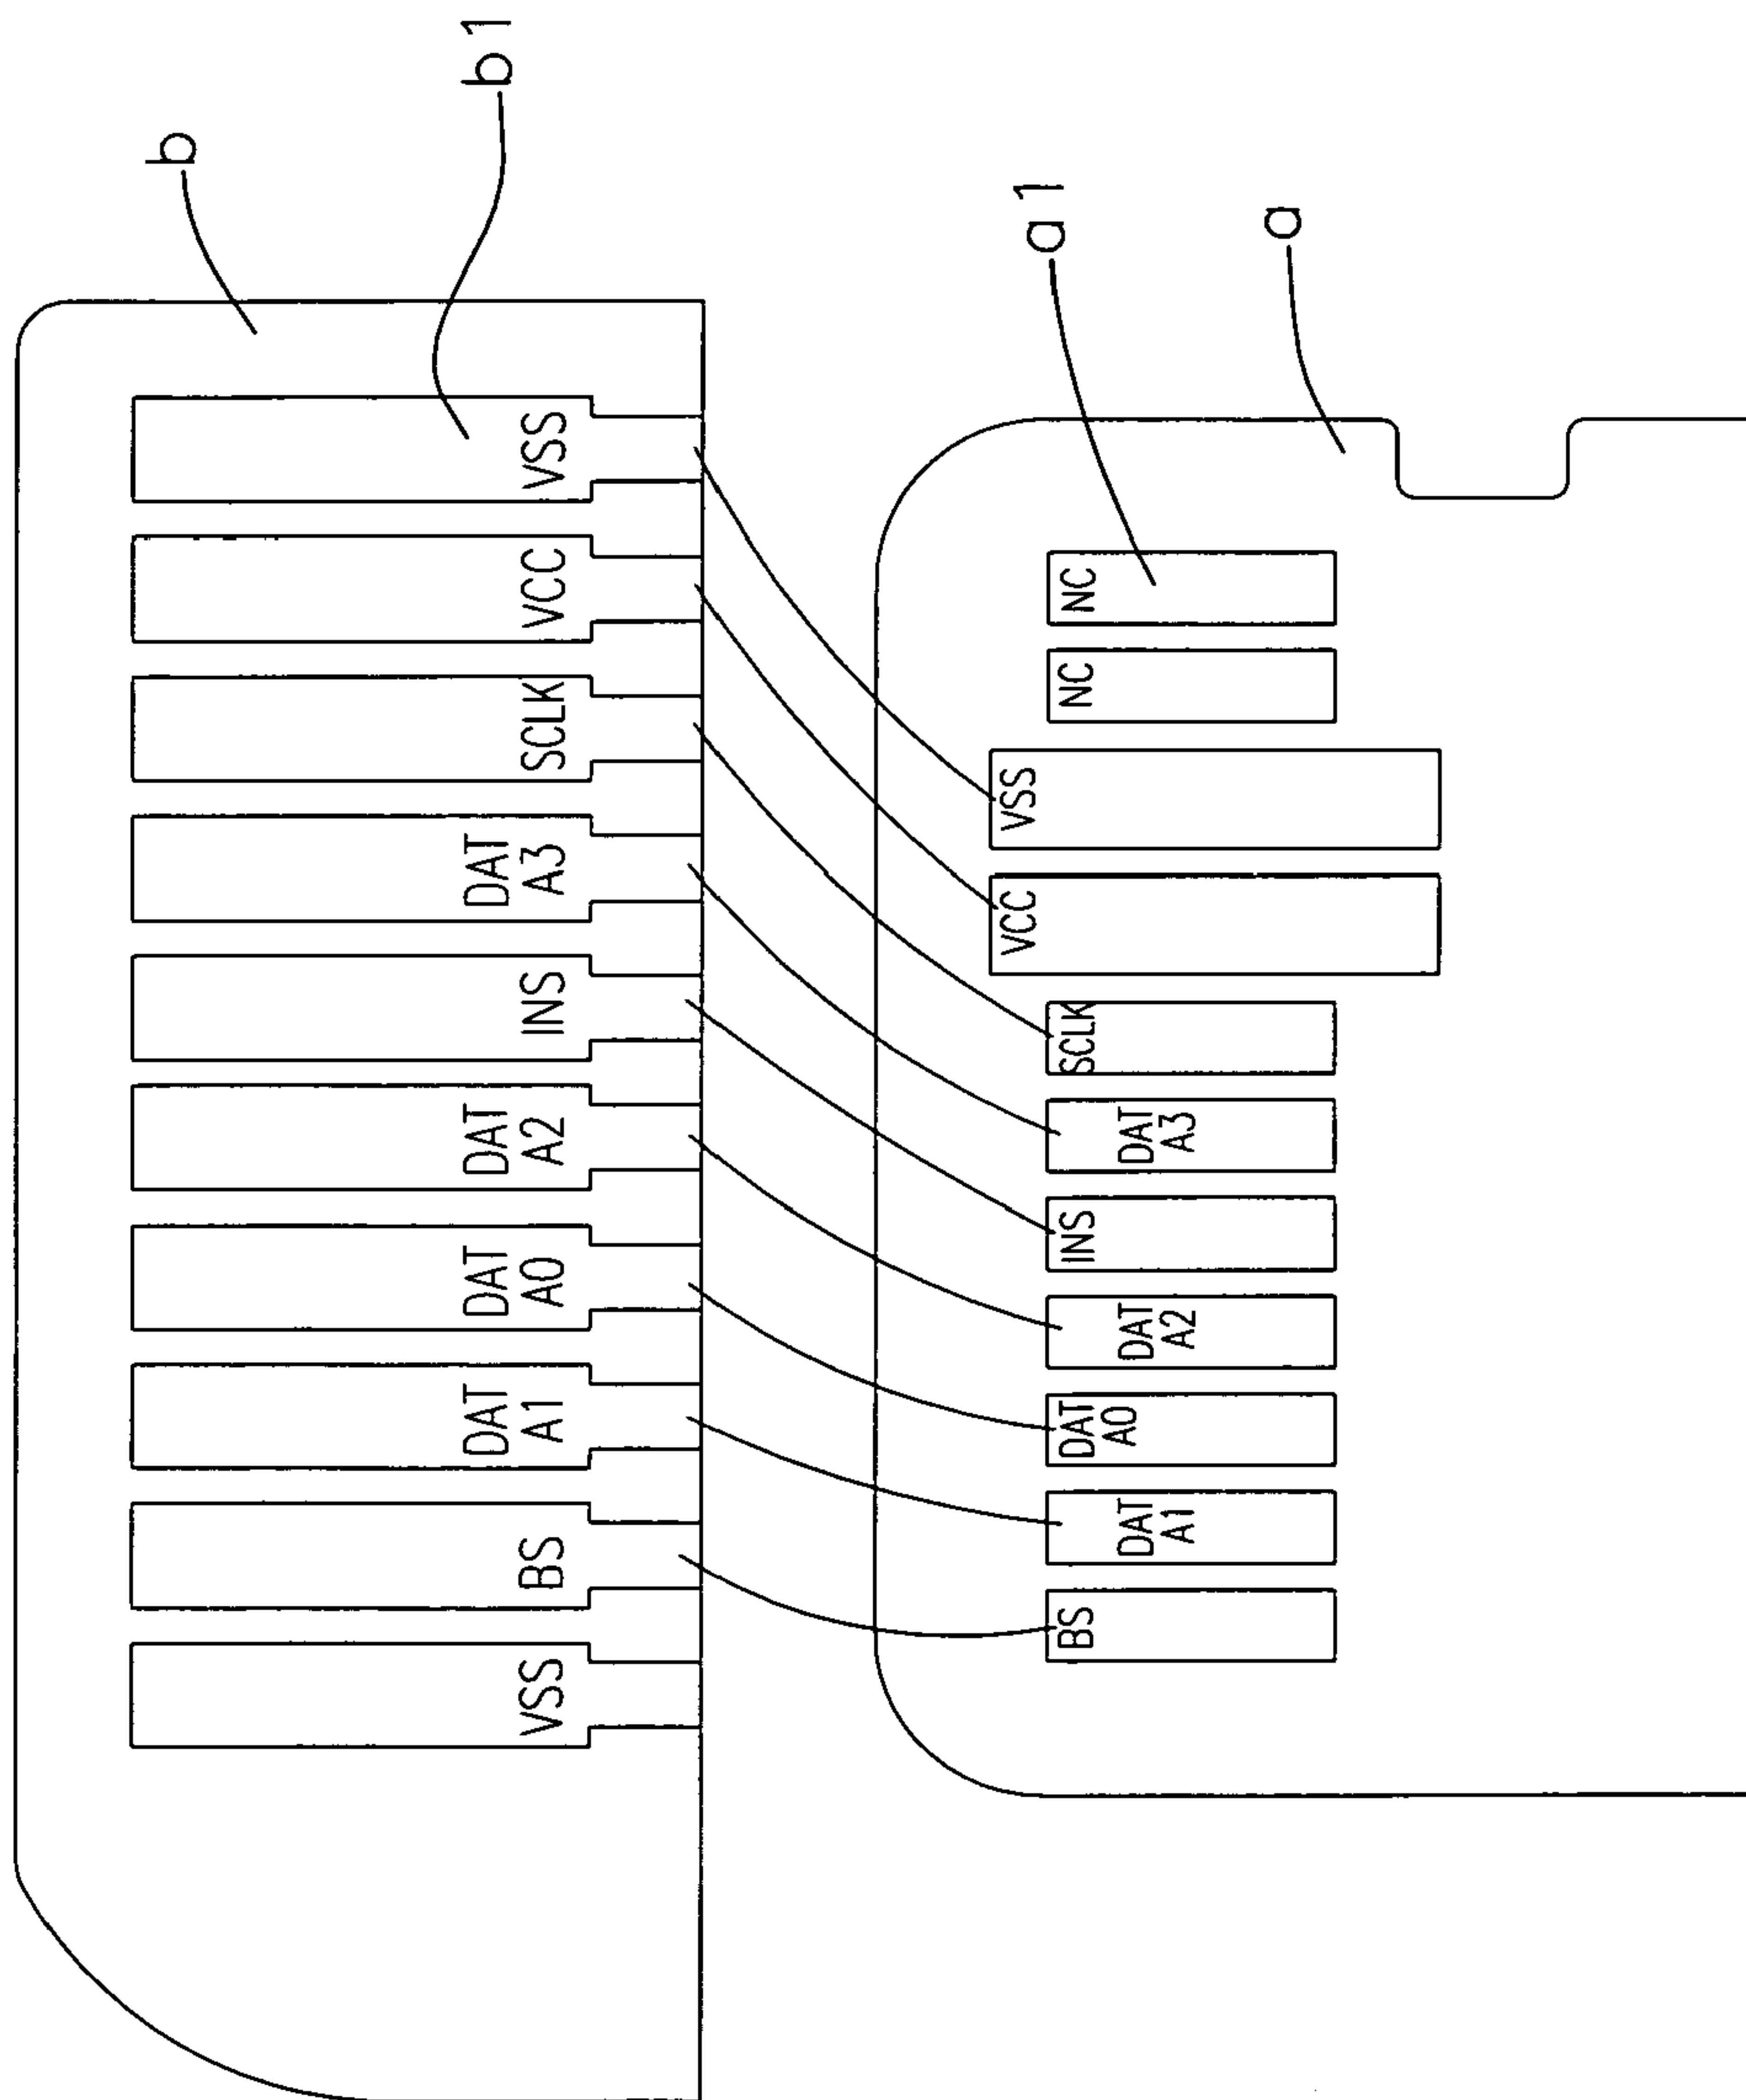 b
b1
VSS
BS
DAT
A1
DAT
A0
DAT
A2
INS
DAT
A3
SCLK
VCC
VSS
a1
a
BS
DAT
A1
DAT
A0
DAT
A2
INS
DAT
A3
SCLK
VCC
VSS
NC
NC